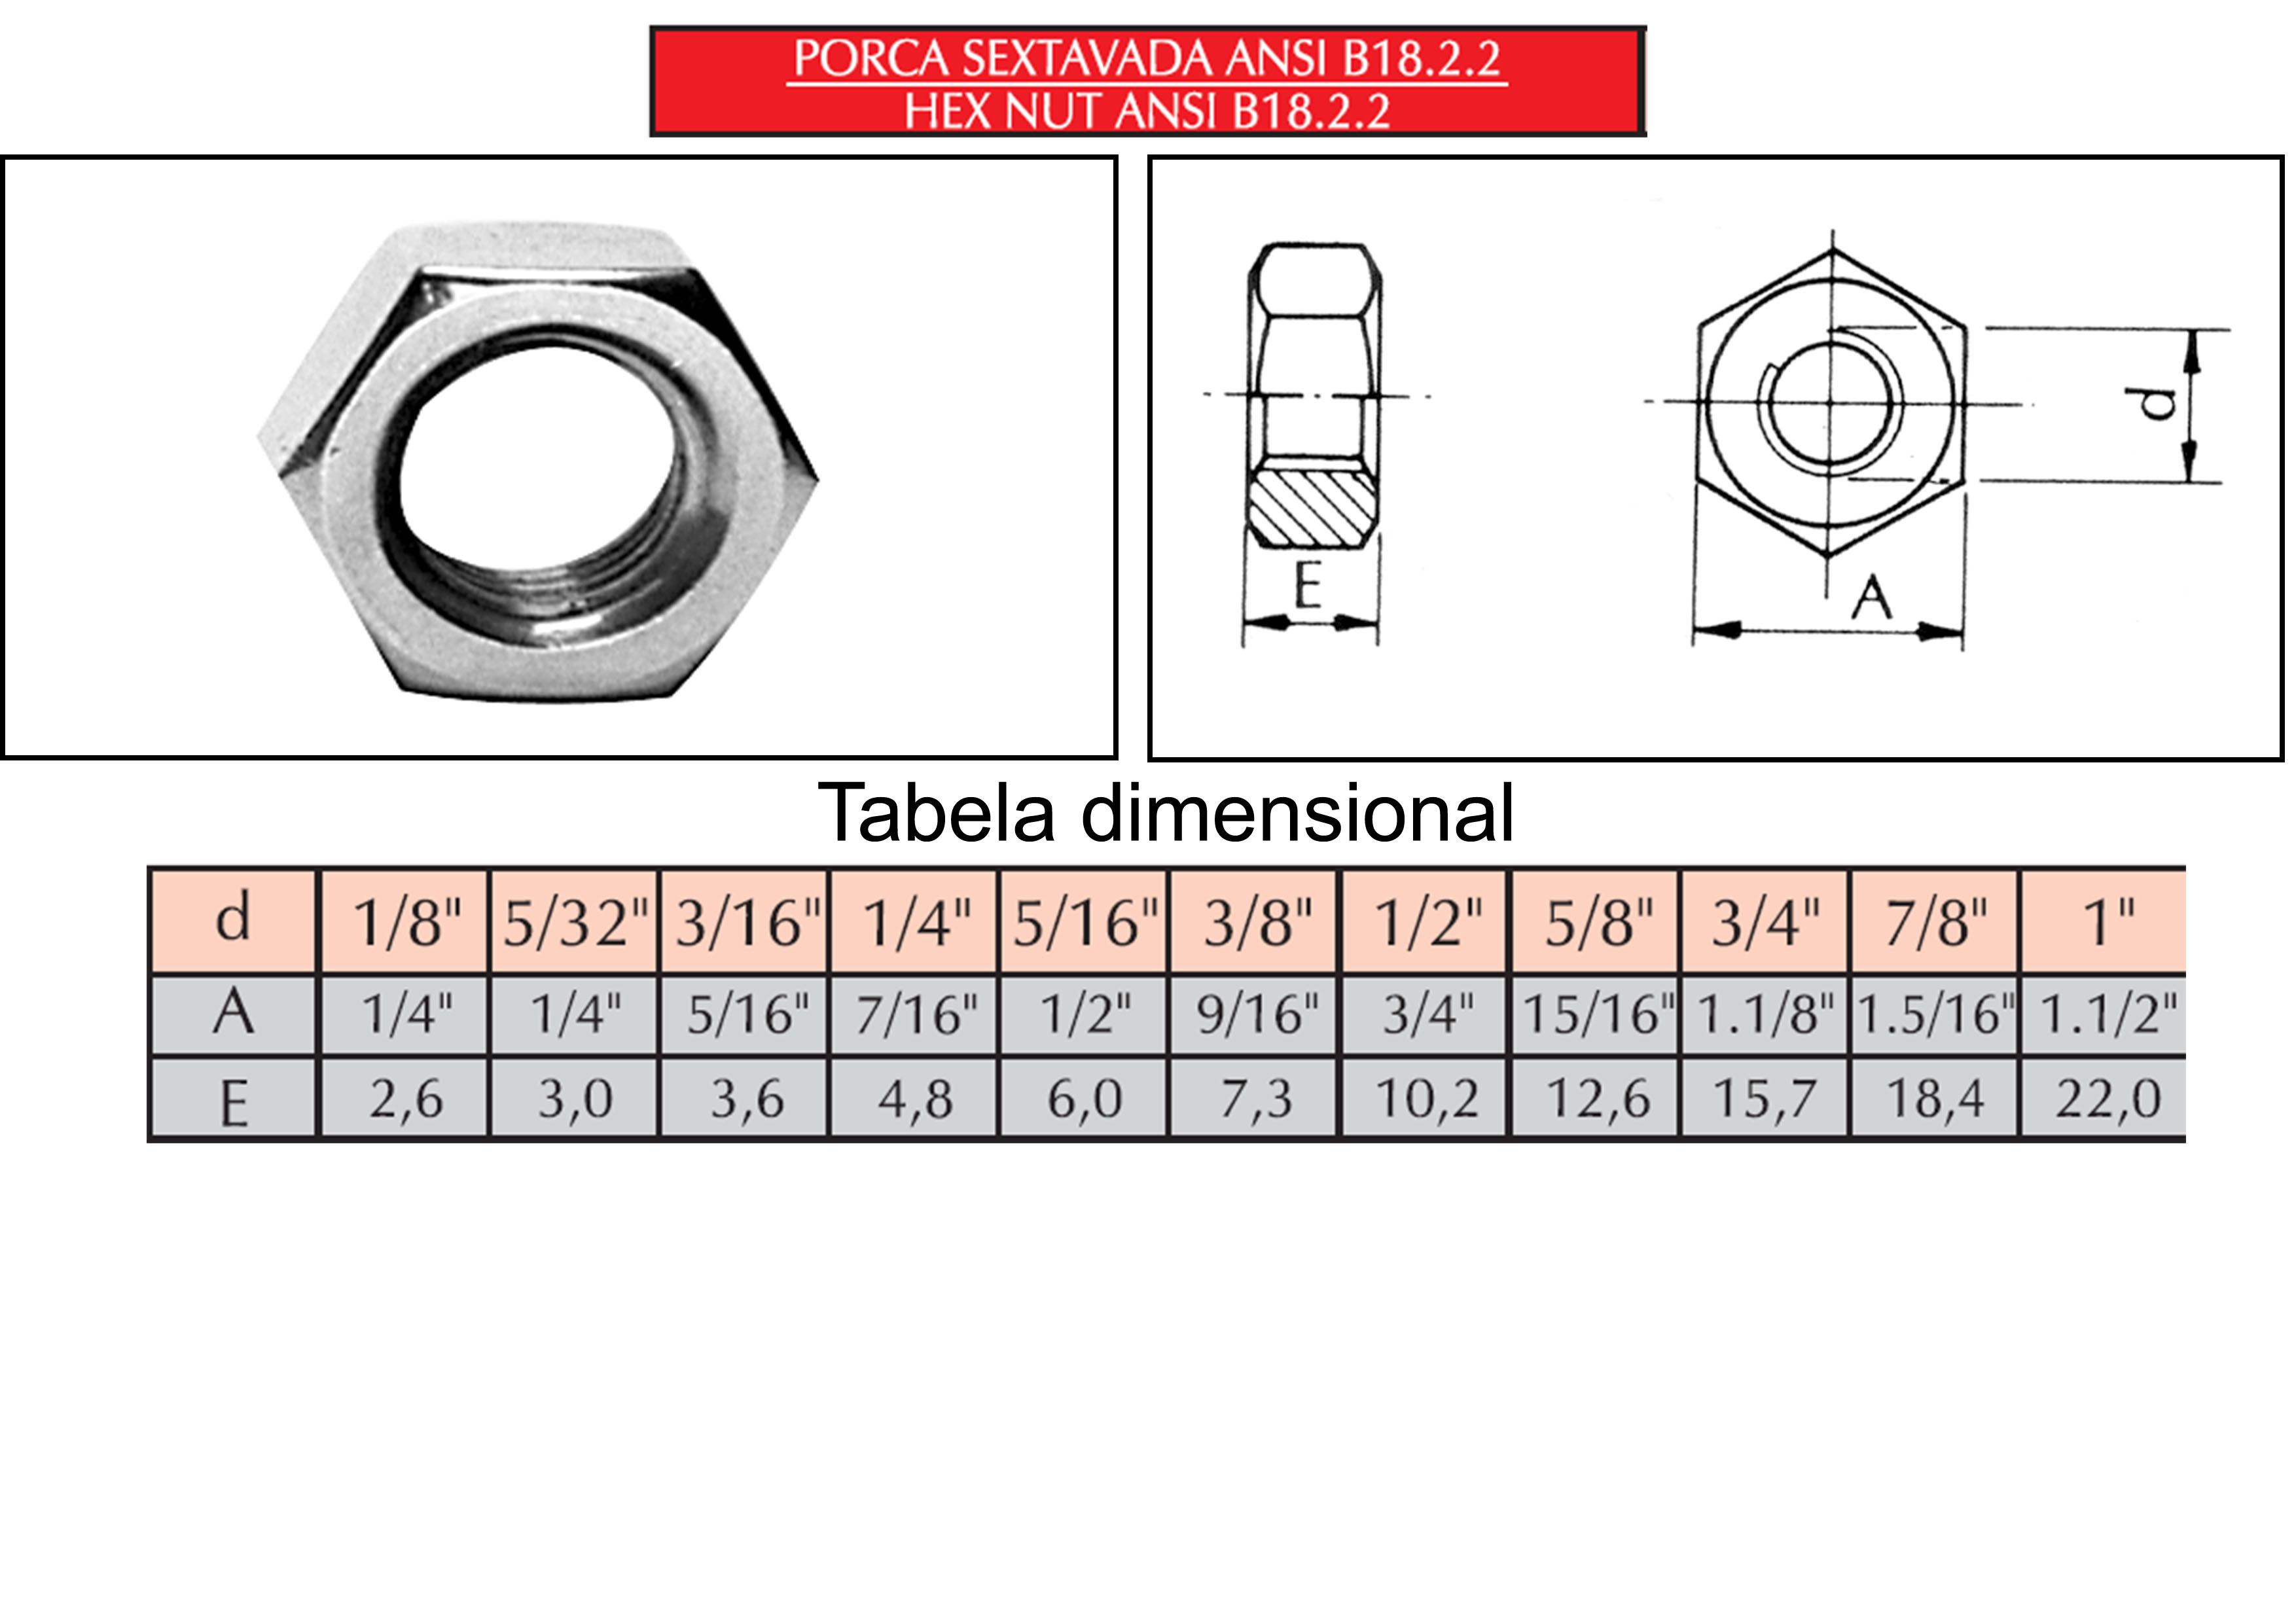 PORCA SEXTAVADA ANSI B18.2.2
HEX NUT ANSI B18.2.2
d
E
A
Tabela dimensional
d 1/8" 5/32" 3/16" 1/4" 5/16" 3/8" 1/2" 5/8" 3/4" 7/8" 1"
A 1/4" 1/4" 5/16" 7/16" 1/2" 9/16" 3/4" 15/16" 1.1/8" 1.5/16" 1.1/2"
E 2,6 3,0 3,6 4,8 6,0 7,3 10,2 12,6 15,7 18,4 22,0